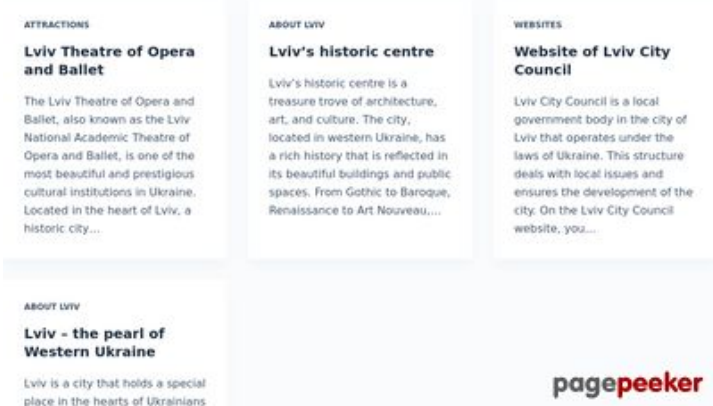 ATTRACTIONS
Lviv Theatre of Opera
and Ballet
The Lviv Theatre of Opera and
Ballet, also known as the Lviv
National Academic Theatre of
Opera and Ballet, is one of the
most beautiful and prestigious
cultural institutions in Ukraine.
Located in the heart of Lviv, a
historic city...
ABOUT LVIV
Lviv's historic centre
Lviv's historic centre is a
treasure trove of architecture,
art, and culture. The city,
located in western Ukraine, has
a rich history that is reflected in
its beautiful buildings and public
spaces. From Gothic to Baroque,
Renaissance to Art Nouveau,...
WEBSITES
Website of Lviv City
Council
Lviv City Council is a local
government body in the city of
Lviv that operates under the
laws of Ukraine. This structure
deals with local issues and
ensures the development of the
city. On the Lviv City Council
website, you...
ABOUT LVIV
Lviv – the pearl of
Western Ukraine
Lviv is a city that holds a special
place in the hearts of Ukrainians
pagepeeker